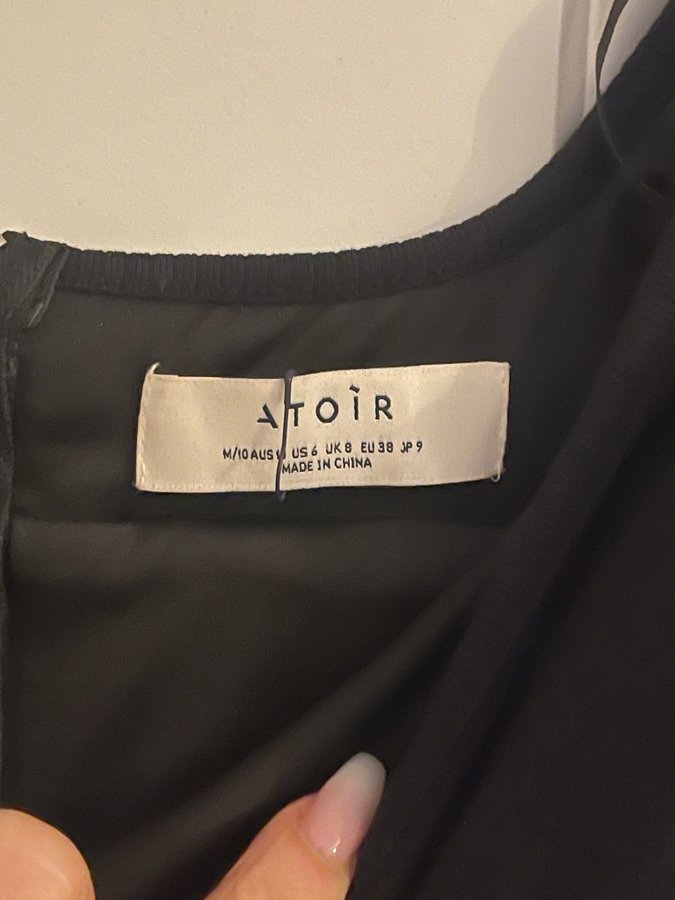 ATOÌR
M/10 AUS US 6 UK 8 EU 38 JP 9
MADE IN CHINA